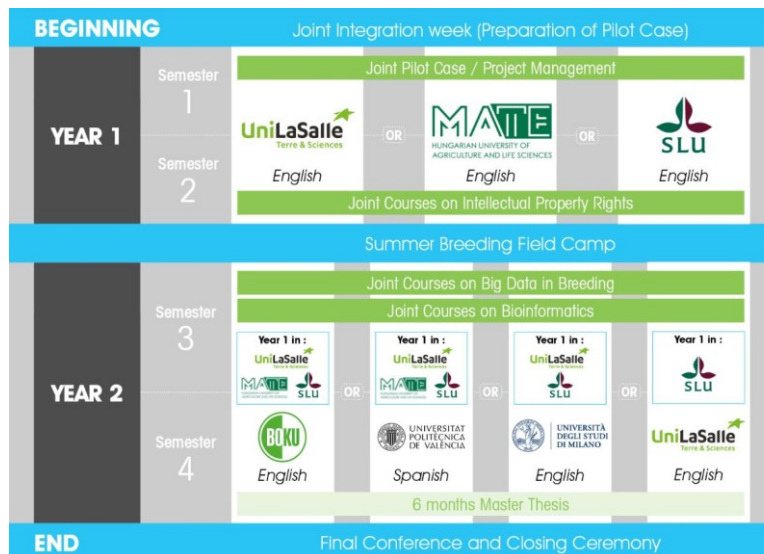 BEGINNING
Joint Integration week (Preparation of Pilot Case)
YEAR 1
Semester
1
Joint Pilot Case / Project Management
UniLaSalle
Terre & Sciences
OR
MATE
HUNGARIAN UNIVERSITY OF
AGRICULTURE AND LIFE SCIENCES
OR
SLU
Semester
2
English
English
English
Joint Courses on Intellectual Property Rights
Summer Breeding Field Camp
YEAR 2
Semester
3
Joint Courses on Big Data in Breeding
Joint Courses on Bioinformatics
Year 1 in :
UniLaSalle
Terre & Sciences
MATE
SLU
OR
Year 1 in :
UniLaSalle
Terre & Sciences
MATE
SLU
OR
Year 1 in :
UniLaSalle
Terre & Sciences
SLU
OR
Year 1 in :
SLU
Semester
4
BOKU
English
UNIVERSITAT
POLITÈCNICA
DE VALÈNCIA
Spanish
UNIVERSITÀ
DEGLI STUDI
DI MILANO
English
UniLaSalle
Terre & Sciences
English
6 months Master Thesis
END
Final Conference and Closing Ceremony